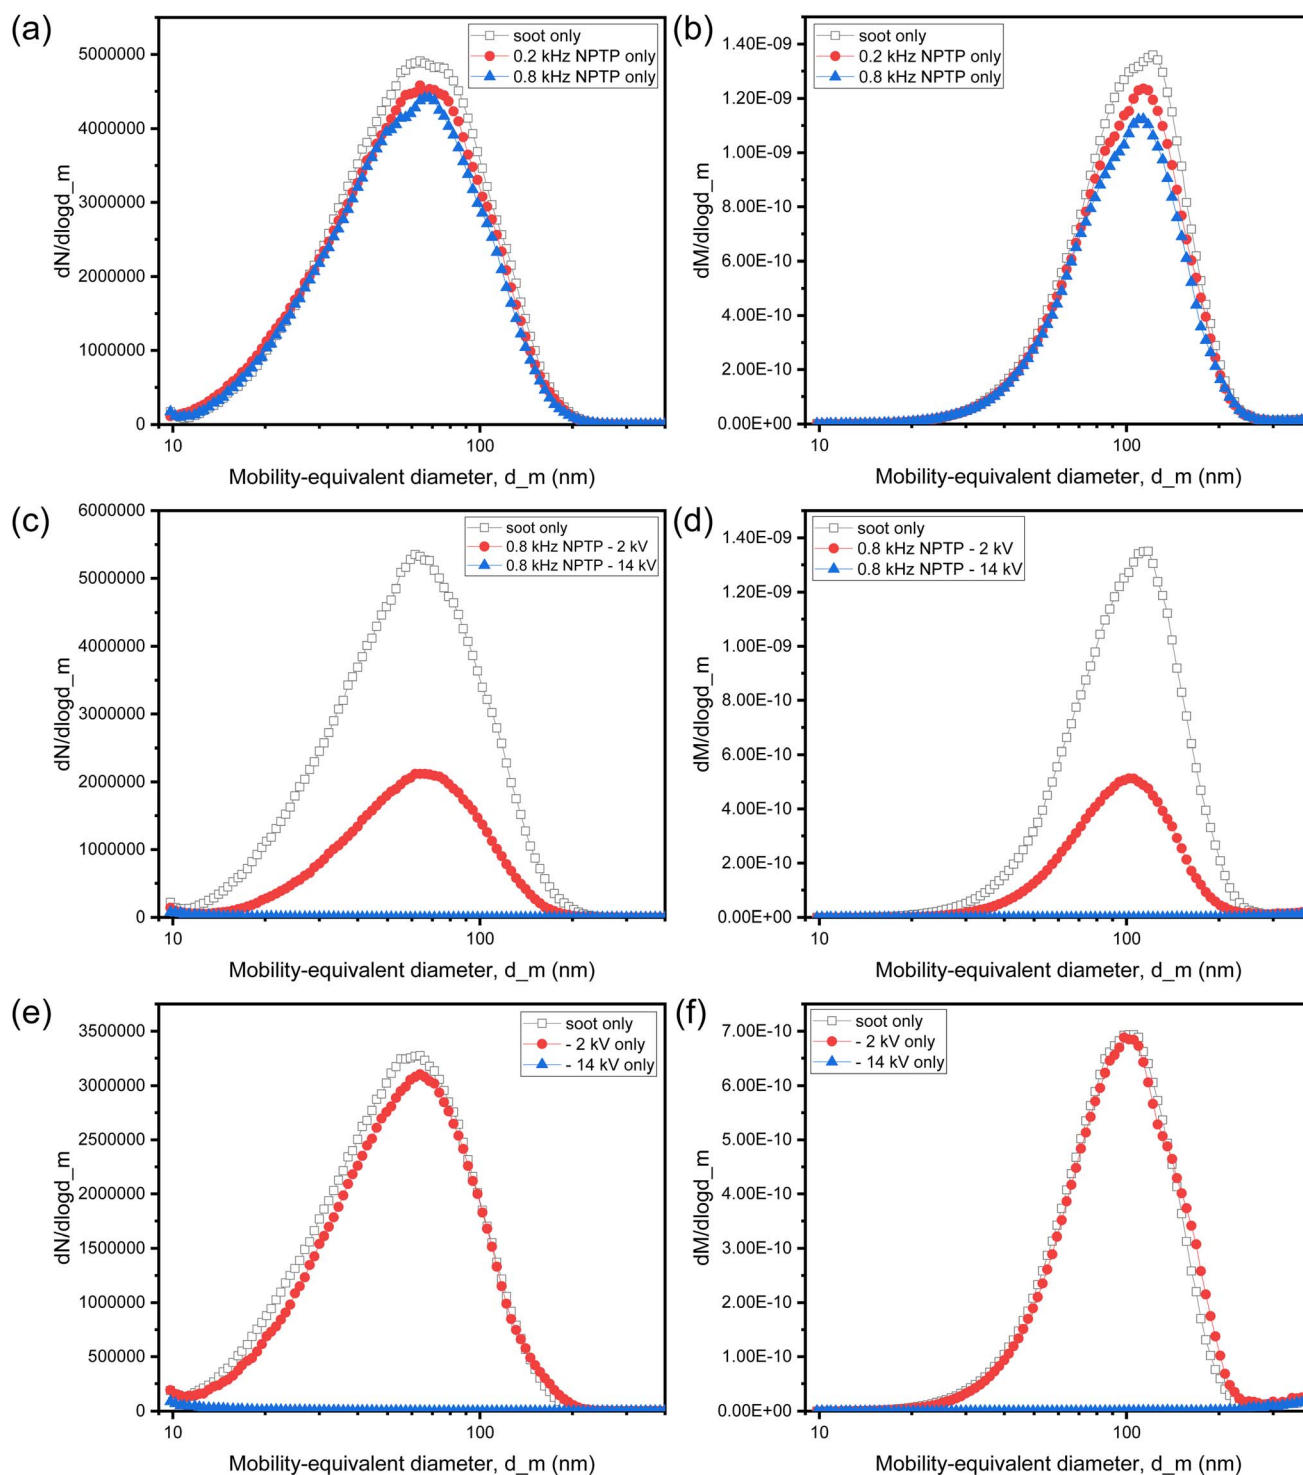 (a)
soot only
0.2 kHz NPTP only
0.8 kHz NPTP only
5000000
4000000
3000000
2000000
1000000
0
dN/dlogd_m
10
100
Mobility-equivalent diameter, d_m (nm)
(b)
soot only
0.2 kHz NPTP only
0.8 kHz NPTP only
1.40E-09
1.20E-09
1.00E-09
8.00E-10
6.00E-10
4.00E-10
2.00E-10
0.00E+00
dM/dlogd_m
10
100
Mobility-equivalent diameter, d_m (nm)
(c)
soot only
0.8 kHz NPTP - 2 kV
0.8 kHz NPTP - 14 kV
6000000
5000000
4000000
3000000
2000000
1000000
0
dN/dlogd_m
10
100
Mobility-equivalent diameter, d_m (nm)
(d)
soot only
0.8 kHz NPTP - 2 kV
0.8 kHz NPTP - 14 kV
1.40E-09
1.20E-09
1.00E-09
8.00E-10
6.00E-10
4.00E-10
2.00E-10
0.00E+00
dM/dlogd_m
10
100
Mobility-equivalent diameter, d_m (nm)
(e)
soot only
- 2 kV only
- 14 kV only
3500000
3000000
2500000
2000000
1500000
1000000
500000
0
dN/dlogd_m
10
100
Mobility-equivalent diameter, d_m (nm)
(f)
soot only
- 2 kV only
- 14 kV only
7.00E-10
6.00E-10
5.00E-10
4.00E-10
3.00E-10
2.00E-10
1.00E-10
0.00E+00
dM/dlogd_m
10
100
Mobility-equivalent diameter, d_m (nm)